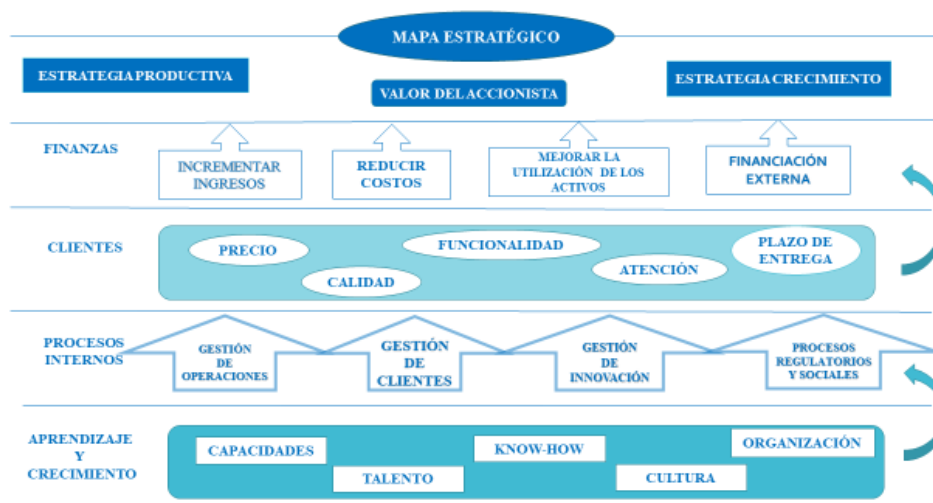 MAPA ESTRATÉGICO
ESTRATEGIA PRODUCTIVA
VALOR DEL ACCIONISTA
ESTRATEGIA CRECIMIENTO
FINANZAS
INCREMENTAR
INGRESOS
REDUCIR
COSTOS
MEJORAR LA
UTILIZACIÓN DE LOS
ACTIVOS
FINANCIACIÓN
EXTERNA
CLIENTES
PRECIO
CALIDAD
FUNCIONALIDAD
ATENCIÓN
PLAZO DE
ENTREGA
PROCESOS
INTERNOS
GESTIÓN
DE
OPERACIONES
GESTIÓN
DE
CLIENTES
GESTIÓN
DE
INNOVACIÓN
PROCESOS
REGULATORIOS
Y SOCIALES
APRENDIZAJE
Y
CRECIMIENTO
CAPACIDADES
TALENTO
KNOW-HOW
CULTURA
ORGANIZACIÓN